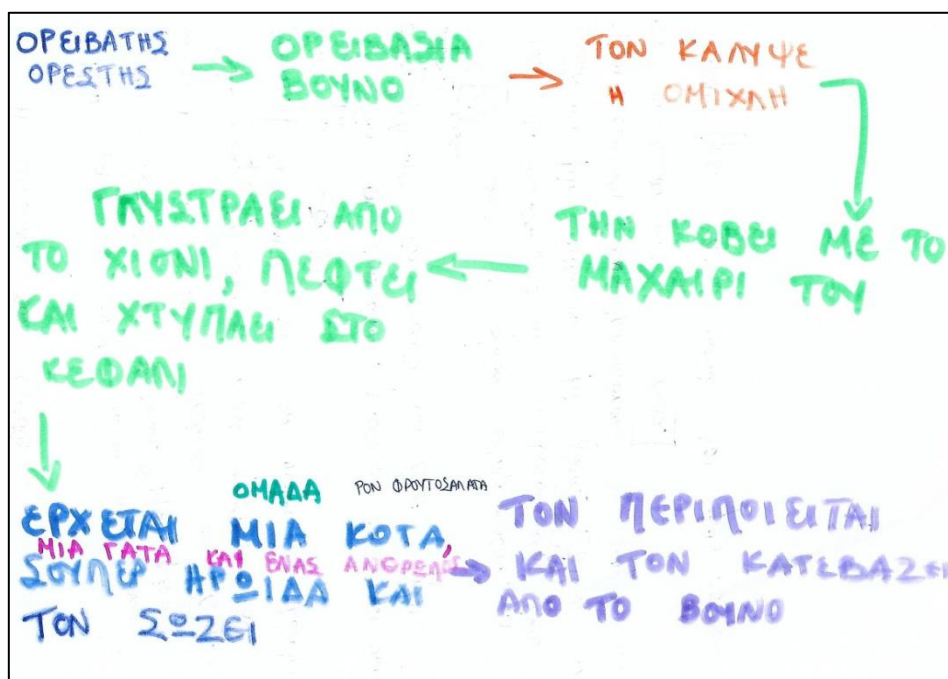 ΟΡΕΙΒΑΤΗΣ
ΟΡΕΣΤΗΣ
ΟΡΕΙΒΑΣΙΑ
ΒΟΥΝΟ
ΤΟΝ ΚΑΛΥΨΕ
Η ΟΜΙΧΛΗ
ΤΗΝ ΚΟΒΕΙ ΜΕ ΤΟ
ΜΑΧΑΙΡΙ ΤΟΥ
ΓΛΥΣΤΡΑΕΙ ΑΠΟ
ΤΟ ΧΙΟΝΙ, ΠΕΦΤΕΙ
ΚΑΙ ΧΤΥΠΑΕΙ ΣΤΟ
ΚΕΦΑΛΙ
ΟΜΑΔΑ ΡΟΝ ΦΡΟΥΤΟΣΑΛΑΤΑ
ΕΡΧΕΤΑΙ ΜΙΑ ΚΟΤΑ,
ΜΙΑ ΓΑΤΑ ΚΑΙ ΕΝΑΣ
ΣΟΥΠΕΡ ΗΡΩΙΔΑ ΚΑΙ
ΤΟΝ ΣΩΖΕΙ
ΤΟΝ ΠΕΡΙΠΟΙΕΙΤΑΙ
ΚΑΙ ΤΟΝ ΚΑΤΕΒΑΖΕΙ
ΑΠΟ ΤΟ ΒΟΥΝΟ